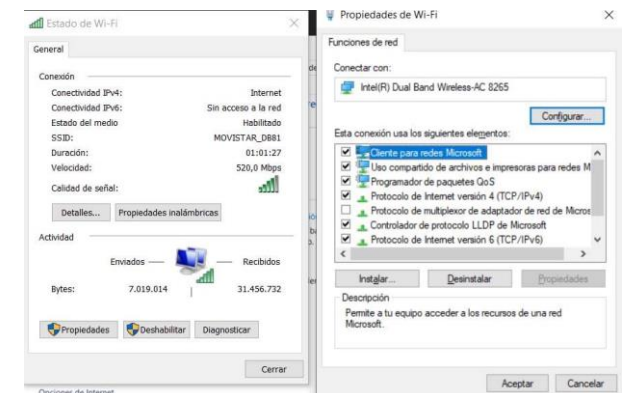 Estado de Wi-Fi
General
Conexión
Conectividad IPv4: Internet
Conectividad IPv6: Sin acceso a la red
Estado del medio Habilitado
SSID: MOVISTAR_DB81
Duración: 01:01:27
Velocidad: 520,0 Mbps
Calidad de señal:
Detalles... Propiedades inalámbricas
Actividad
Enviados — — Recibidos
Bytes: 7.019.014 | 31.456.732
Propiedades Deshabilitar Diagnosticar
Cerrar
Opciones de Internet
Propiedades de Wi-Fi
Funciones de red
Conectar con:
Intel(R) Dual Band Wireless-AC 8265
Configurar...
Esta conexión usa los siguientes elementos:
Cliente para redes Microsoft
Uso compartido de archivos e impresoras para redes M
Programador de paquetes QoS
Protocolo de Internet versión 4 (TCP/IPv4)
Protocolo de multiplexor de adaptador de red de Micros
Controlador de protocolo LLDP de Microsoft
Protocolo de Internet versión 6 (TCP/IPv6)
Instalar... Desinstalar Propiedades
Descripción
Permite a tu equipo acceder a los recursos de una red
Microsoft.
Aceptar Cancelar